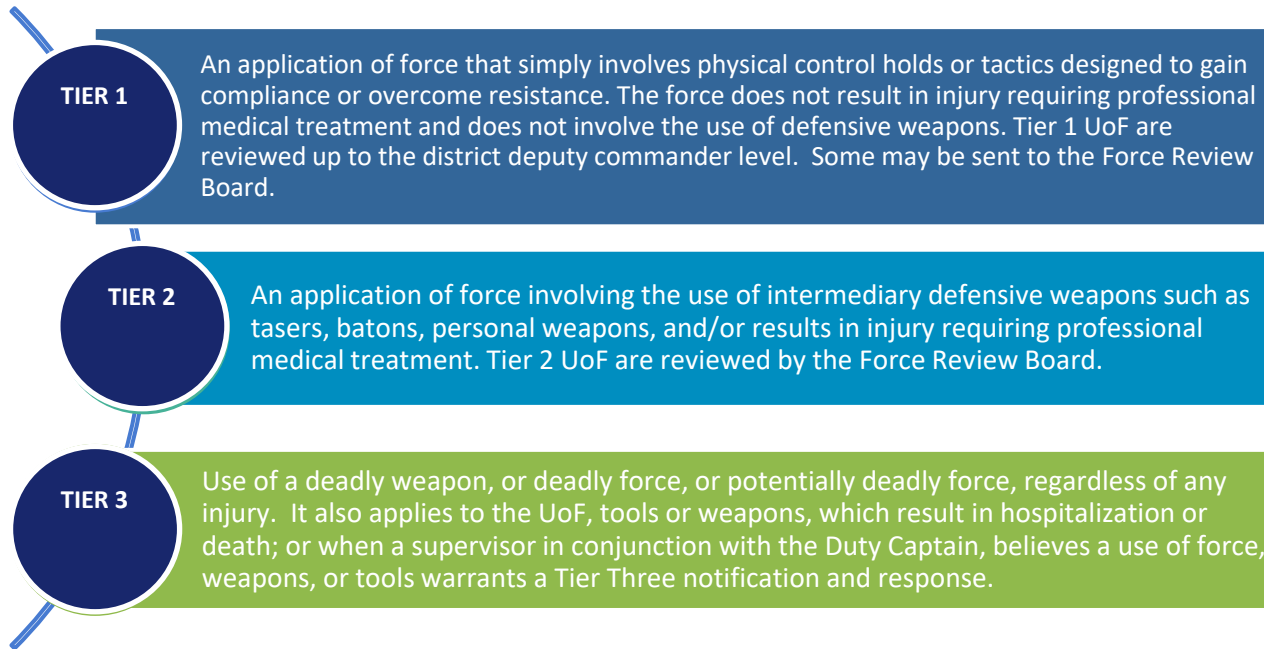 TIER 1
An application of force that simply involves physical control holds or tactics designed to gain
compliance or overcome resistance. The force does not result in injury requiring professional
medical treatment and does not involve the use of defensive weapons. Tier 1 UoF are
reviewed up to the district deputy commander level.  Some may be sent to the Force Review
Board.
TIER 2
An application of force involving the use of intermediary defensive weapons such as
tasers, batons, personal weapons, and/or results in injury requiring professional
medical treatment. Tier 2 UoF are reviewed by the Force Review Board.
TIER 3
Use of a deadly weapon, or deadly force, or potentially deadly force, regardless of any
injury.  It also applies to the UoF, tools or weapons, which result in hospitalization or
death; or when a supervisor in conjunction with the Duty Captain, believes a use of force,
weapons, or tools warrants a Tier Three notification and response.